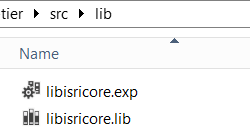 tier › src › lib
Name
libisricore.exp
libisricore.lib